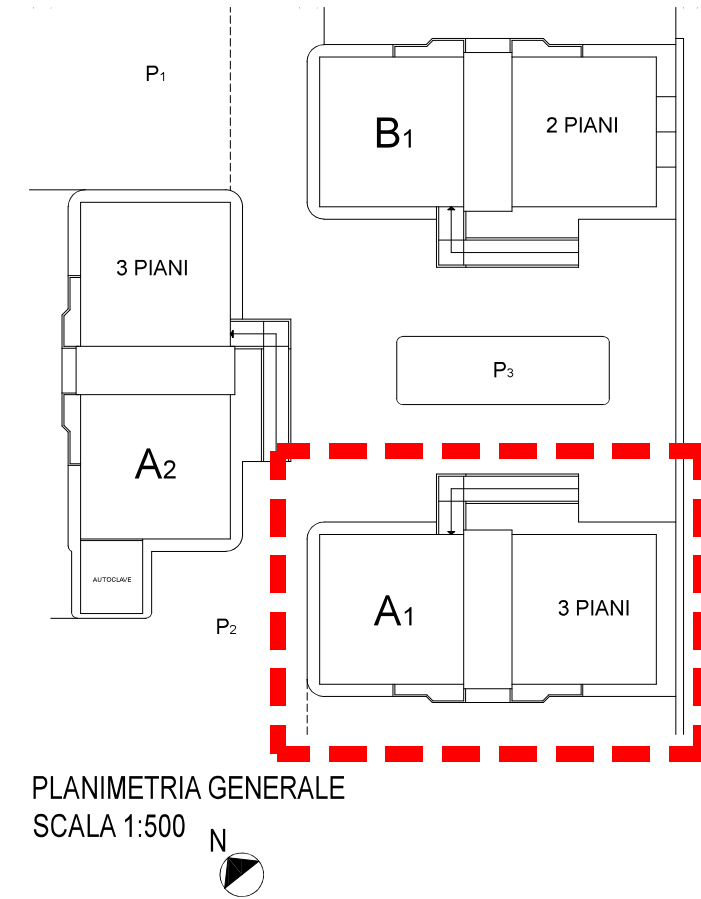 P1
B1
2 PIANI
3 PIANI
P3
A2
AUTOCLAVE
A1
3 PIANI
P2
PLANIMETRIA GENERALE
SCALA 1:500
N